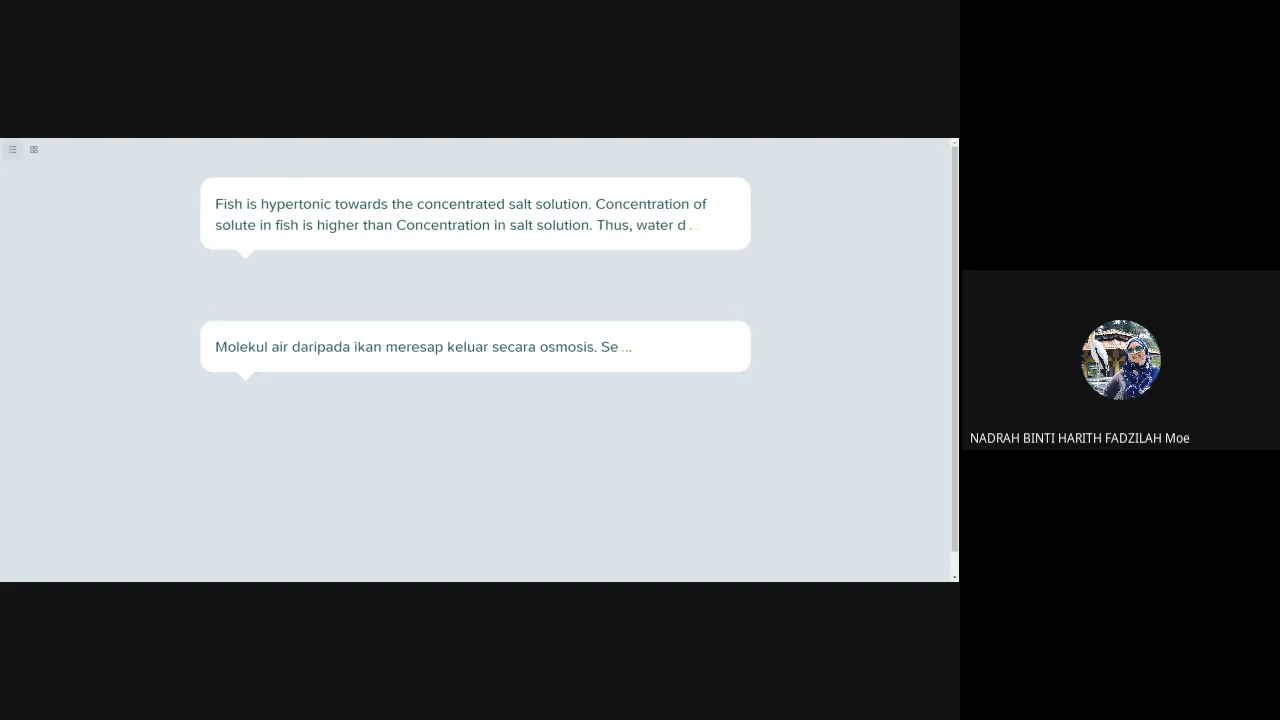 Fish is hypertonic towards the concentrated salt solution. Concentration of
solute in fish is higher than Concentration in salt solution. Thus, water d ...
Molekul air daripada ikan meresap keluar secara osmosis. Se ...
NADRAH BINTI HARITH FADZILAH Moe